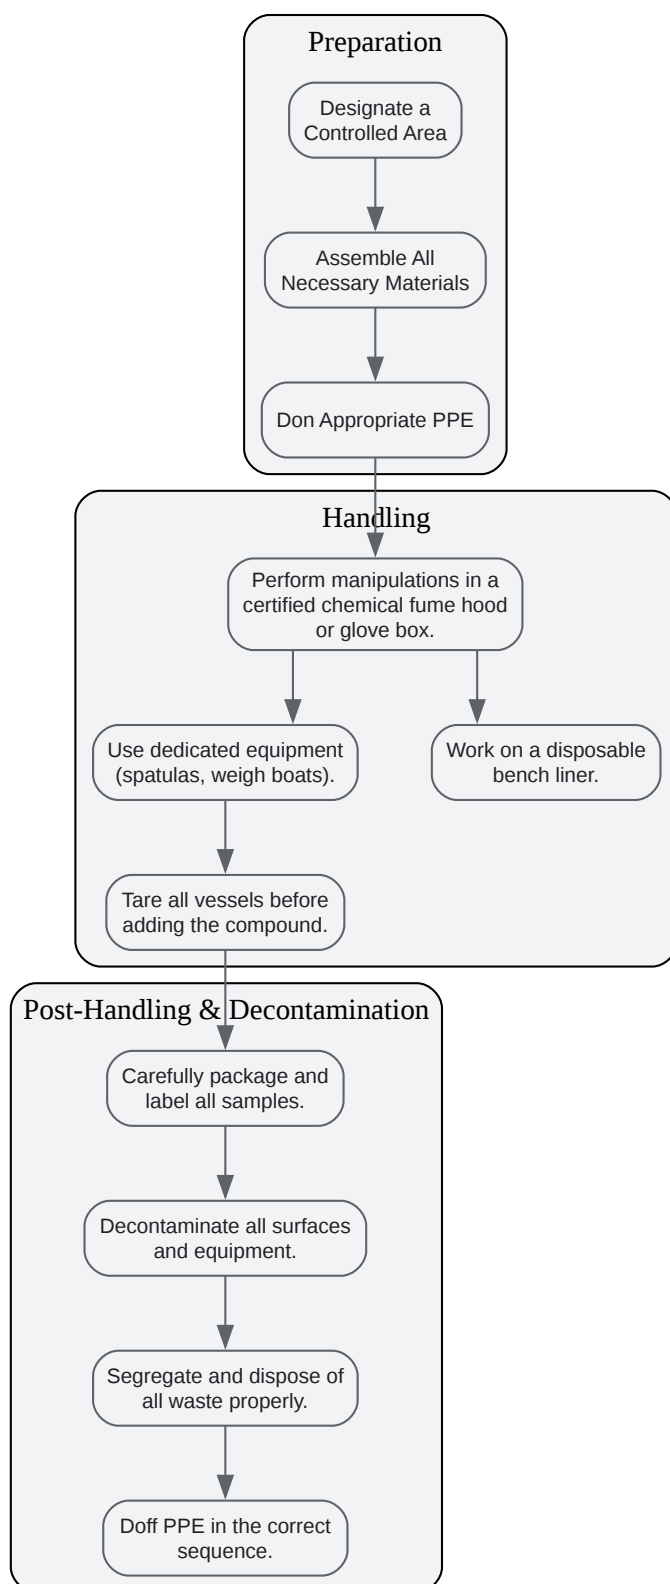 Preparation
Designate a
Controlled Area
Assemble All
Necessary Materials
Don Appropriate PPE
Handling
Perform manipulations in a
certified chemical fume hood
or glove box.
Use dedicated equipment
(spatulas, weigh boats).
Work on a disposable
bench liner.
Tare all vessels before
adding the compound.
Post-Handling & Decontamination
Carefully package and
label all samples.
Decontaminate all surfaces
and equipment.
Segregate and dispose of
all waste properly.
Doff PPE in the correct
sequence.